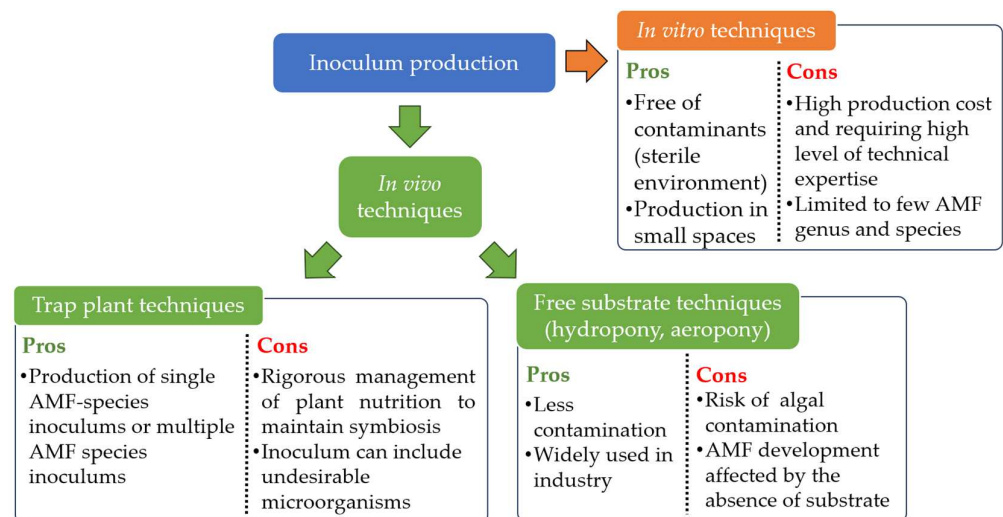 Inoculum production
In vitro techniques
Pros
•Free of
contaminants
(sterile
environment)
•Production in
small spaces
Cons
•High production cost
and requiring high
level of technical
expertise
•Limited to few AMF
genus and species
In vivo
techniques
Trap plant techniques
Pros
•Production of single
AMF-species
inoculums or multiple
AMF species
inoculums
Cons
•Rigorous management
of plant nutrition to
maintain symbiosis
•Inoculum can include
undesirable
microorganisms
Free substrate techniques
(hydropony, aeropony)
Pros
•Less
contamination
•Widely used in
industry
Cons
•Risk of algal
contamination
•AMF development
affected by the
absence of substrate